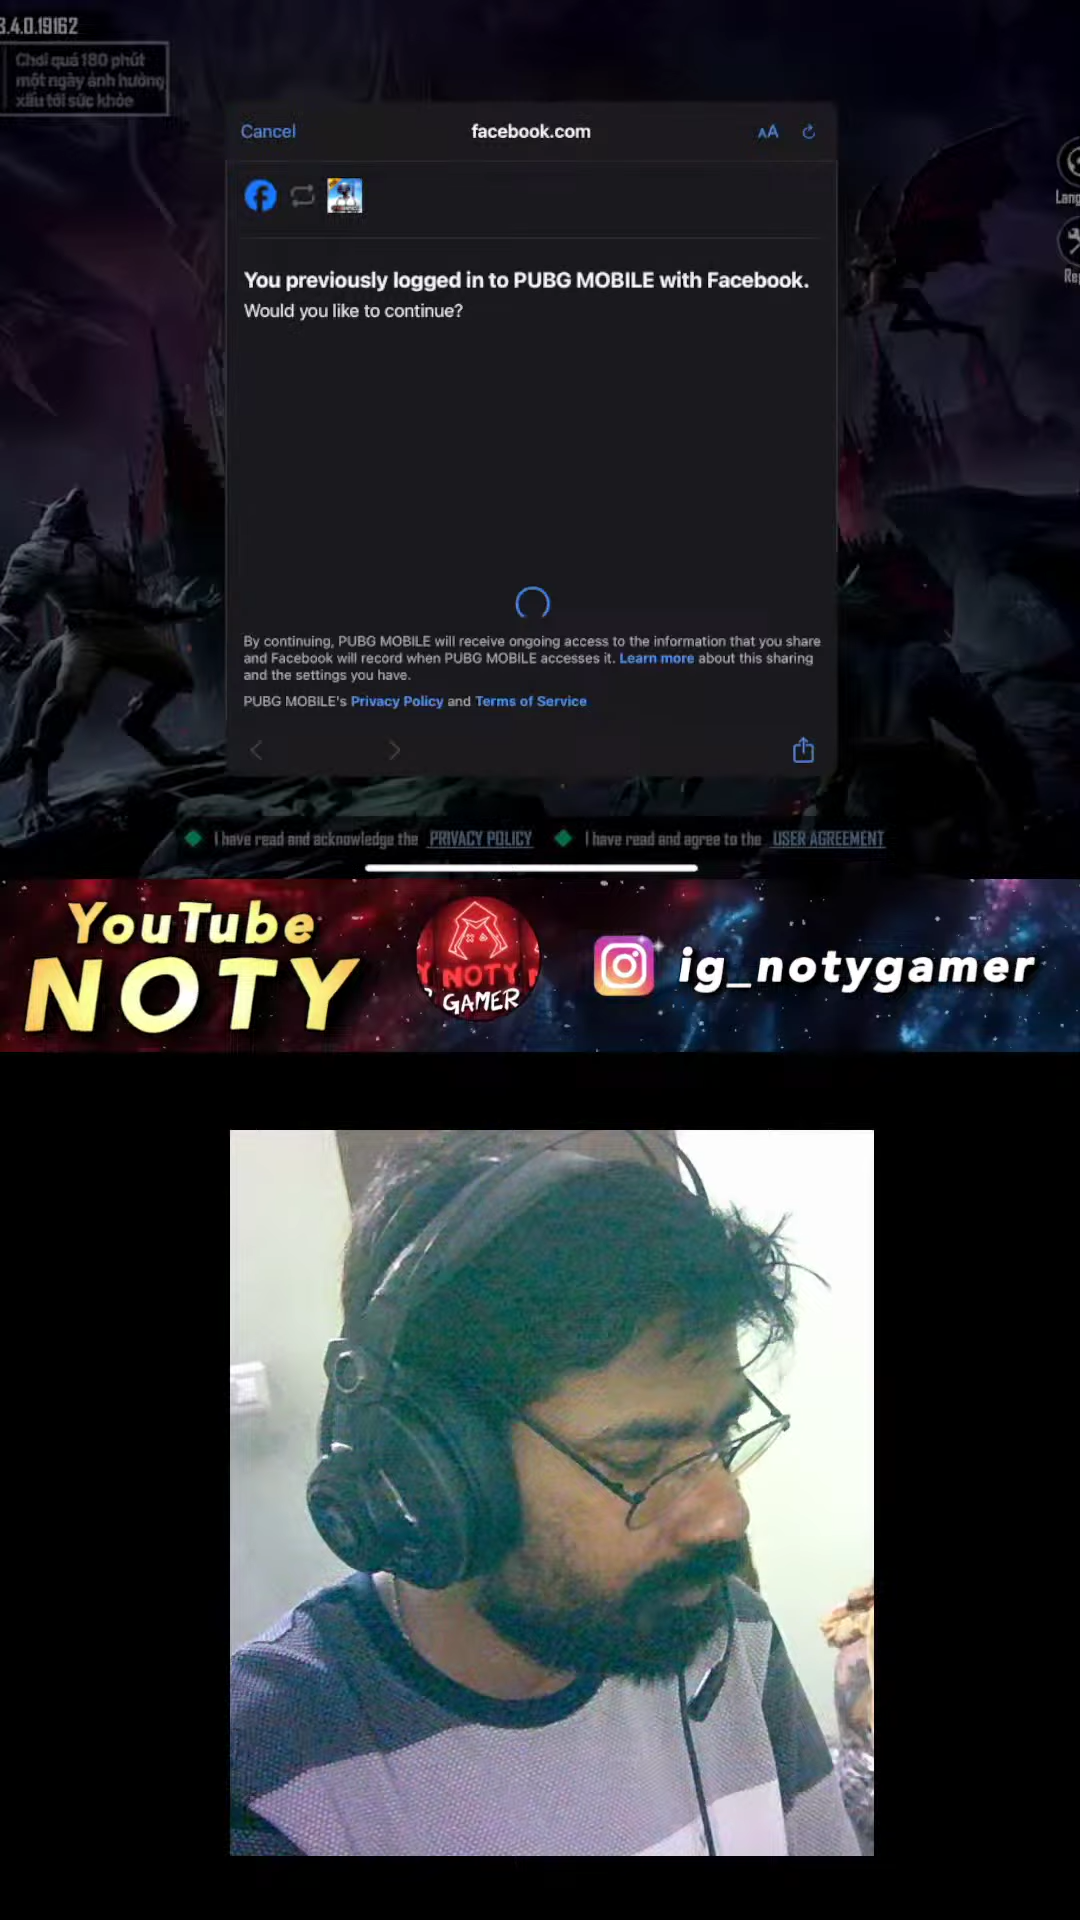 3.4.0.19162
Chơi quá 180 phút
một ngày ảnh hưởng
xấu tới sức khỏe
Cancel
facebook.com
AA
You previously logged in to PUBG MOBILE with Facebook.
Would you like to continue?
By continuing, PUBG MOBILE will receive ongoing access to the information that you share
and Facebook will record when PUBG MOBILE accesses it. Learn more about this sharing
and the settings you have.
PUBG MOBILE's Privacy Policy and Terms of Service
I have read and acknowledge the PRIVACY POLICY
I have read and agree to the USER AGREEMENT
YouTube
NOTY
NOTY
GAMER
ig_notygamer